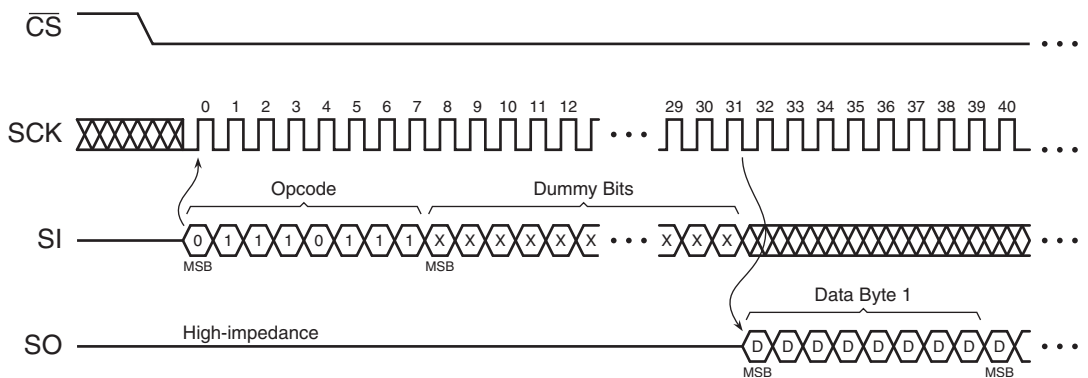 CS
0 1 2 3 4 5 6 7 8 9 10 11 12 29 30 31 32 33 34 35 36 37 38 39 40
SCK
Opcode Dummy Bits
SI 0 1 1 1 0 1 1 1 X X X X X X X X X
MSB MSB
Data Byte 1
High-impedance
SO D D D D D D D D D
MSB MSB